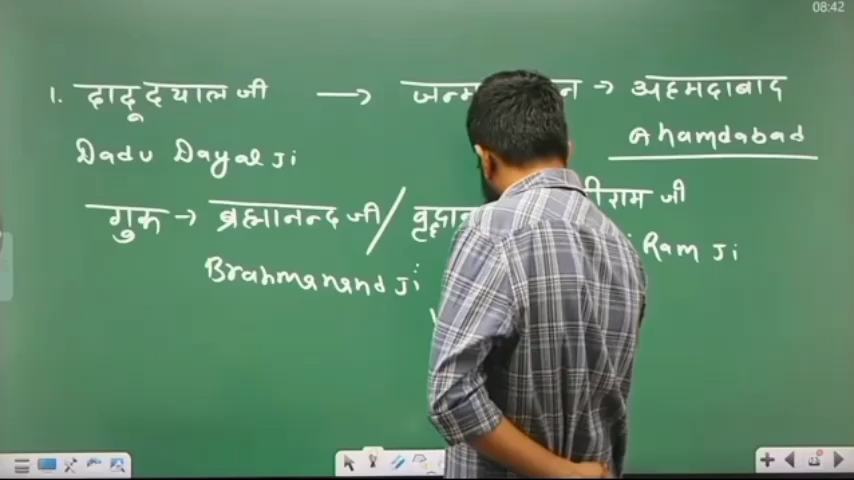 08:42
1. दादू दयाल जी → जन्म → अहमदाबाद
Dadu Dayal Ji Ahamdabad
गुरू → ब्रह्मानन्द जी / राम जी
Brahmanand Ji Ram Ji